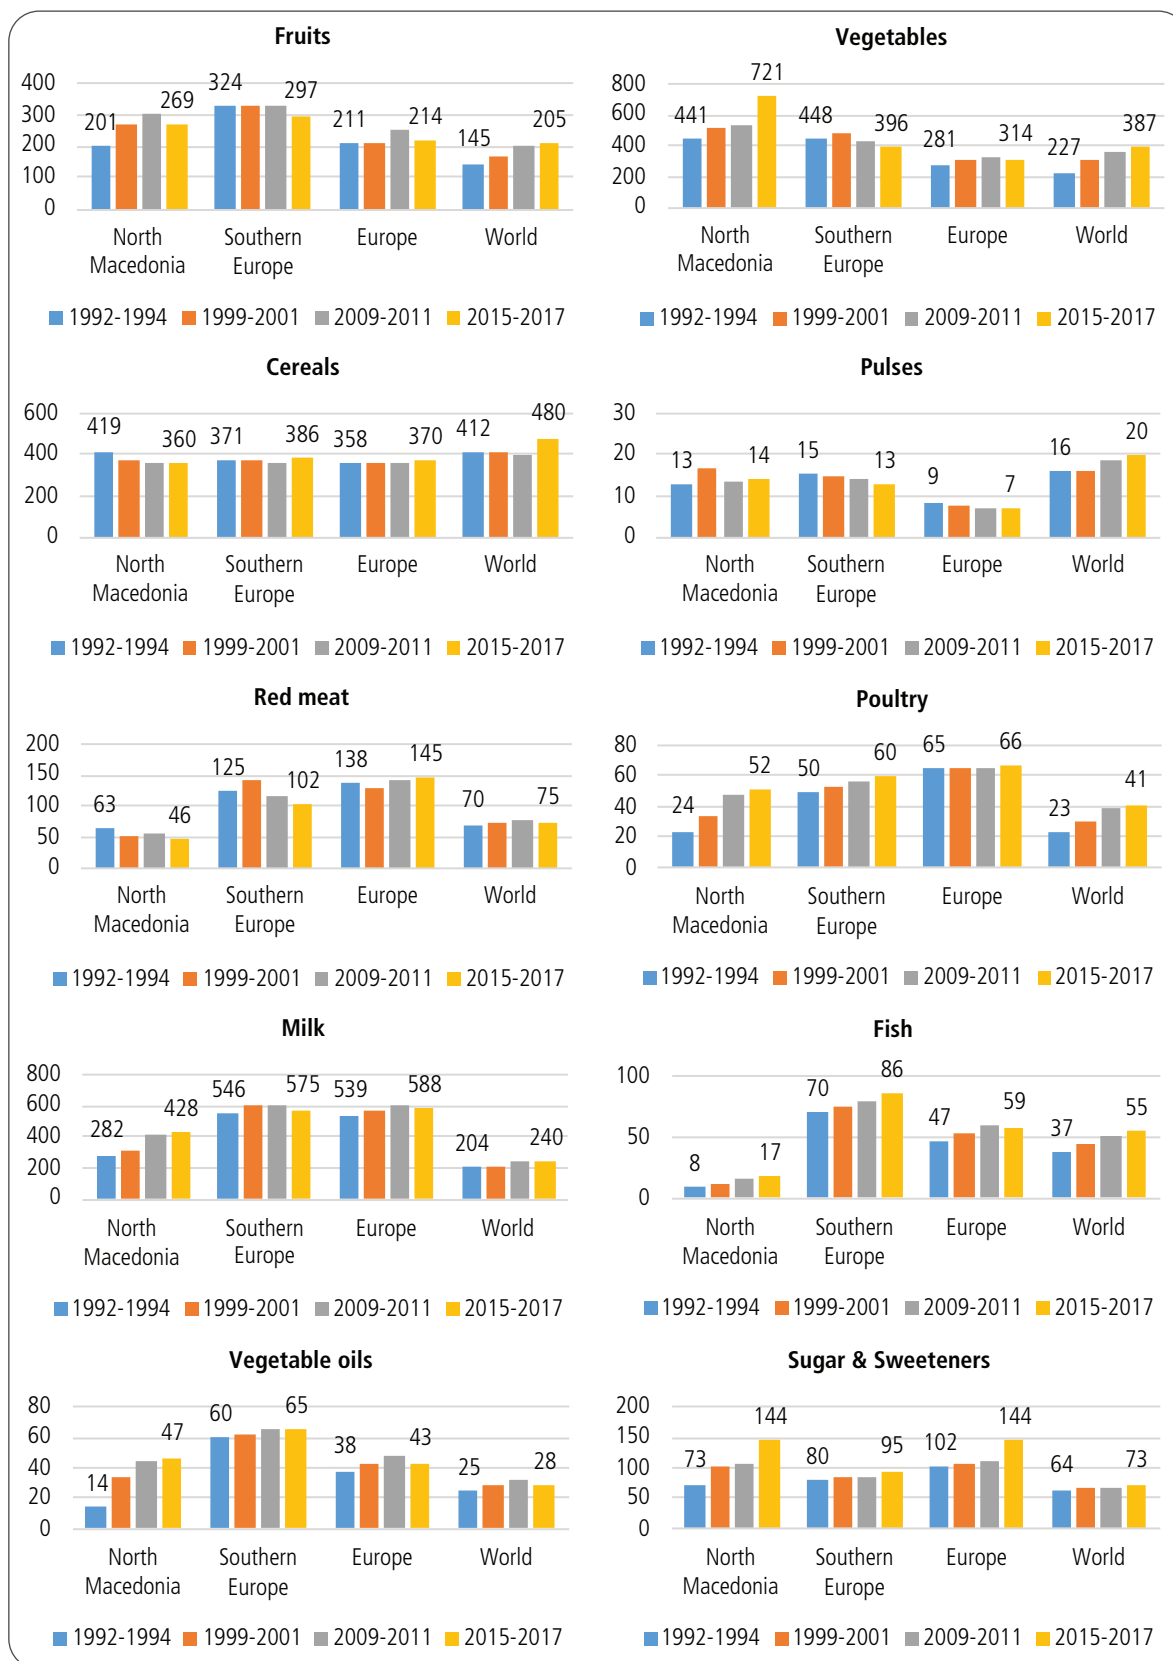 Fruits
400
300
200
100
0
201
269
324
297
211
214
145
205
North
Macedonia
Southern
Europe
Europe
World
1992-1994 1999-2001 2009-2011 2015-2017
Vegetables
800
600
400
200
0
441
721
448
396
281
314
227
387
North
Macedonia
Southern
Europe
Europe
World
1992-1994 1999-2001 2009-2011 2015-2017
Cereals
600
400
200
0
419
360
371
386
358
370
412
480
North
Macedonia
Southern
Europe
Europe
World
1992-1994 1999-2001 2009-2011 2015-2017
Pulses
30
20
10
0
13
14
15
13
9
7
16
20
North
Macedonia
Southern
Europe
Europe
World
1992-1994 1999-2001 2009-2011 2015-2017
Red meat
200
150
100
50
0
63
46
125
102
138
145
70
75
North
Macedonia
Southern
Europe
Europe
World
1992-1994 1999-2001 2009-2011 2015-2017
Poultry
80
60
40
20
0
24
52
50
60
65
66
23
41
North
Macedonia
Southern
Europe
Europe
World
1992-1994 1999-2001 2009-2011 2015-2017
Milk
800
600
400
200
0
282
428
546
575
539
588
204
240
North
Macedonia
Southern
Europe
Europe
World
1992-1994 1999-2001 2009-2011 2015-2017
Fish
100
50
0
8
17
70
86
47
59
37
55
North
Macedonia
Southern
Europe
Europe
World
1992-1994 1999-2001 2009-2011 2015-2017
Vegetable oils
80
60
40
20
0
14
47
60
65
38
43
25
28
North
Macedonia
Southern
Europe
Europe
World
1992-1994 1999-2001 2009-2011 2015-2017
Sugar & Sweeteners
200
150
100
50
0
73
144
80
95
102
144
64
73
North
Macedonia
Southern
Europe
Europe
World
1992-1994 1999-2001 2009-2011 2015-2017